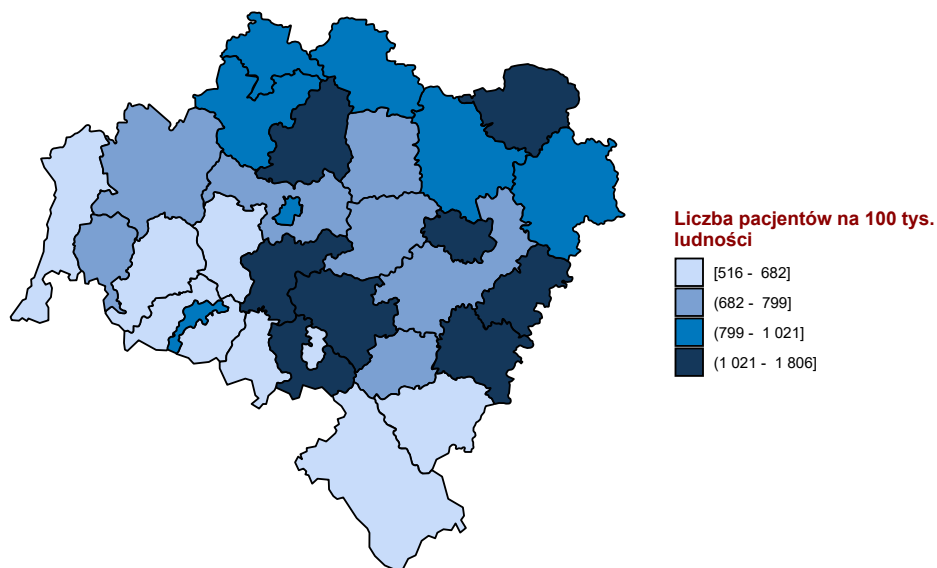 Liczba pacjentów na 100 tys.
ludności
[516 - 682]
(682 - 799]
(799 - 1 021]
(1 021 - 1 806]